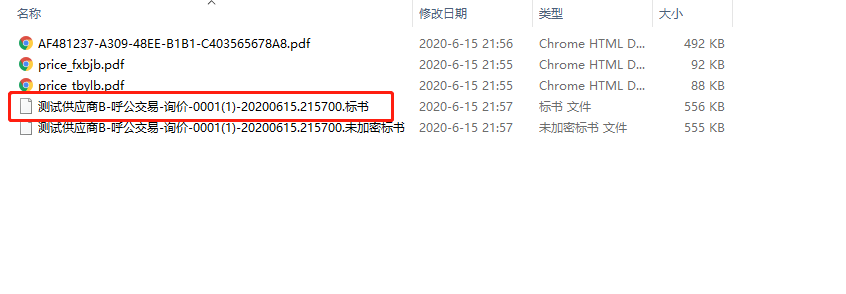 名称 修改日期 类型 大小
AF481237-A309-48EE-B1B1-C403565678A8.pdf 2020-6-15 21:56 Chrome HTML D... 492 KB
price_fxbjb.pdf 2020-6-15 21:55 Chrome HTML D... 92 KB
price_tbylb.pdf 2020-6-15 21:55 Chrome HTML D... 88 KB
测试供应商B-呼公交易-询价-0001(1)-20200615.215700.标书 2020-6-15 21:57 标书 文件 556 KB
测试供应商B-呼公交易-询价-0001(1)-20200615.215700.未加密标书 2020-6-15 21:57 未加密标书 文件 555 KB